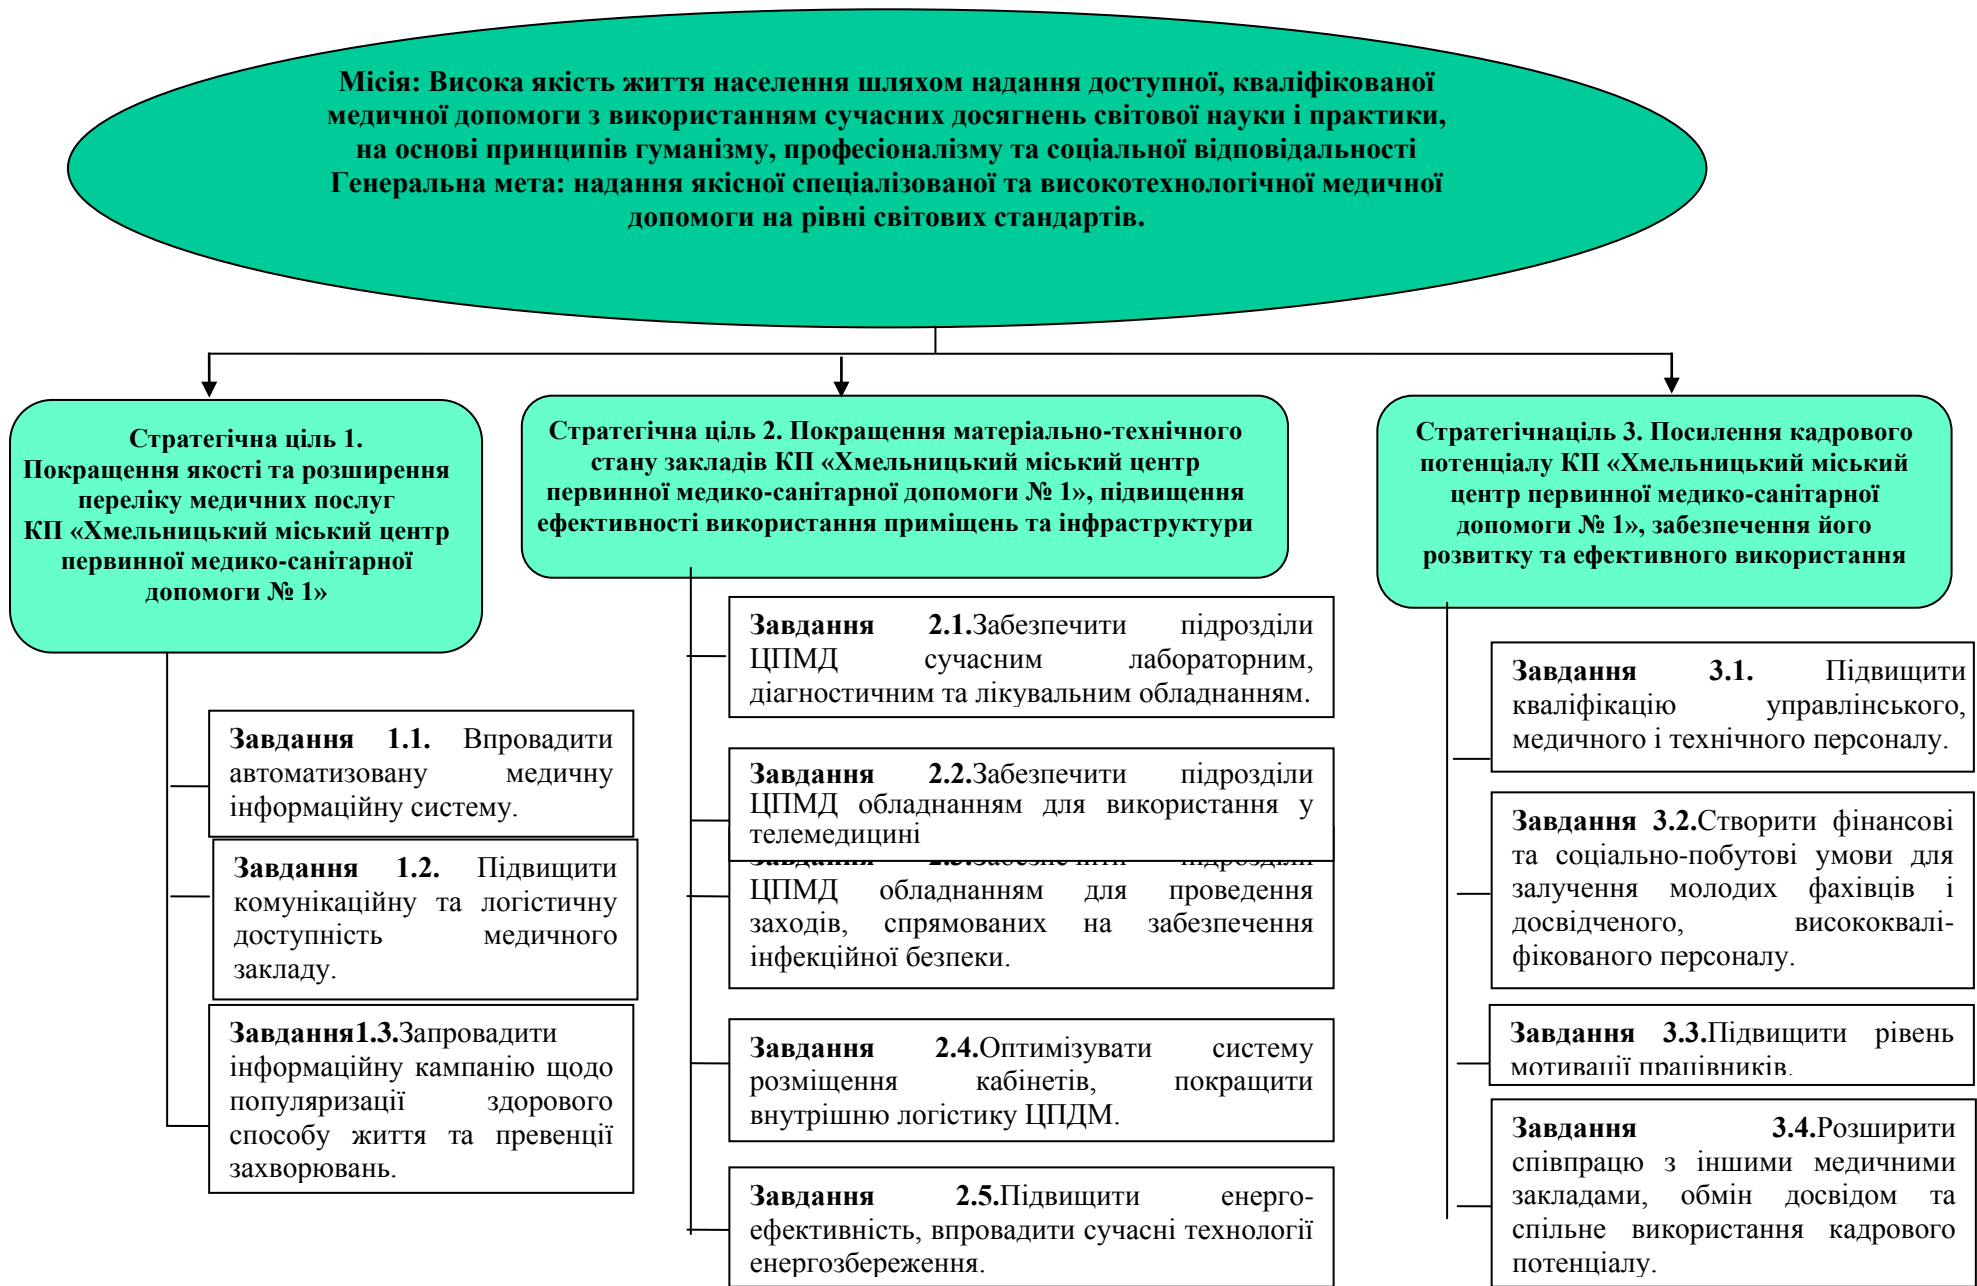 Місія: Висока якість життя населення шляхом надання доступної, кваліфікованої
медичної допомоги з використанням сучасних досягнень світової науки і практики,
на основі принципів гуманізму, професіоналізму та соціальної відповідальності
Генеральна мета: надання якісної спеціалізованої та високотехнологічної медичної
допомоги на рівні світових стандартів.
Стратегічна ціль 1.
Покращення якості та розширення
переліку медичних послуг
КП «Хмельницький міський центр
первинної медико-санітарної
допомоги № 1»
Завдання 1.1. Впровадити
автоматизовану медичну
інформаційну систему.
Завдання 1.2. Підвищити
комунікаційну та логістичну
доступність медичного
закладу.
Завдання1.3.Запровадити
інформаційну кампанію щодо
популяризації здорового
способу життя та превенції
захворювань.
Стратегічна ціль 2. Покращення матеріально-технічного
стану закладів КП «Хмельницький міський центр
первинної медико-санітарної допомоги № 1», підвищення
ефективності використання приміщень та інфраструктури
Завдання 2.1.Забезпечити підрозділи
ЦПМД сучасним лабораторним,
діагностичним та лікувальним обладнанням.
Завдання 2.2.Забезпечити підрозділи
ЦПМД обладнанням для використання у
телемедицині
Завдання 2.3.Забезпечити підрозділи
ЦПМД обладнанням для проведення
заходів, спрямованих на забезпечення
інфекційної безпеки.
Завдання 2.4.Оптимізувати систему
розміщення кабінетів, покращити
внутрішню логістику ЦПДМ.
Завдання 2.5.Підвищити енерго-
ефективність, впровадити сучасні технології
енергозбереження.
Стратегічнаціль 3. Посилення кадрового
потенціалу КП «Хмельницький міський
центр первинної медико-санітарної
допомоги № 1», забезпечення його
розвитку та ефективного використання
Завдання 3.1. Підвищити
кваліфікацію управлінського,
медичного і технічного персоналу.
Завдання 3.2.Створити фінансові
та соціально-побутові умови для
залучення молодих фахівців і
досвідченого, висококвалі-
фікованого персоналу.
Завдання 3.3.Підвищити рівень
мотивації працівників.
Завдання 3.4.Розширити
співпрацю з іншими медичними
закладами, обмін досвідом та
спільне використання кадрового
потенціалу.